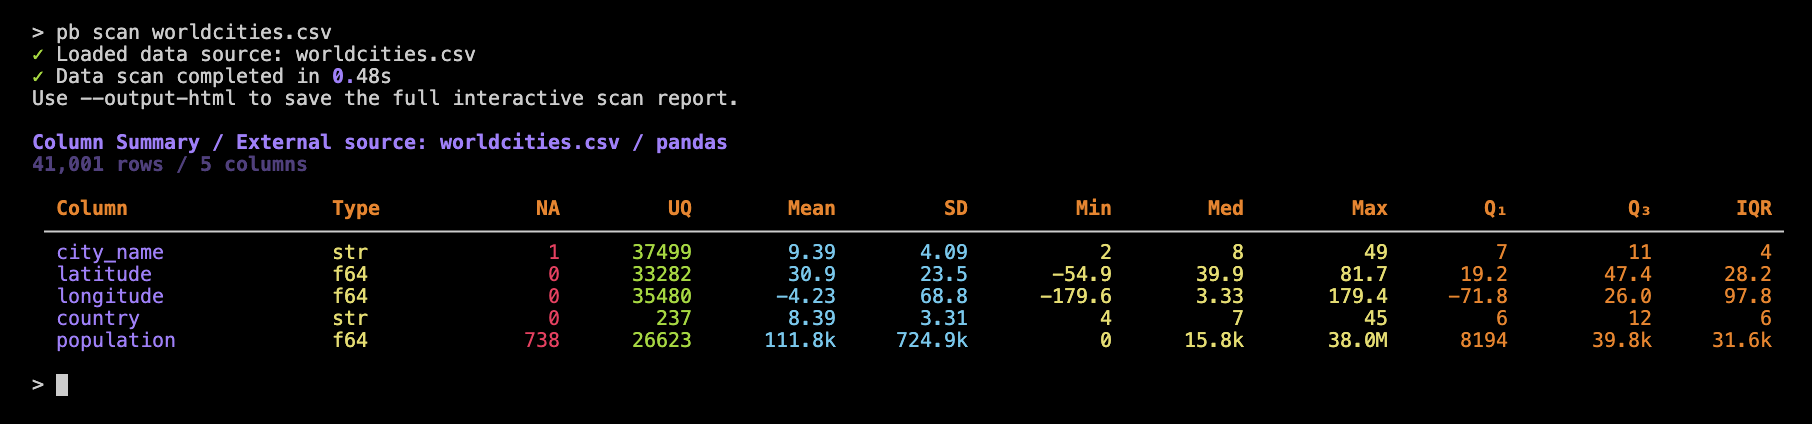 > pb scan worldcities.csv
✓ Loaded data source: worldcities.csv
✓ Data scan completed in 0.48s
Use --output-html to save the full interactive scan report.
Column Summary / External source: worldcities.csv / pandas
41,001 rows / 5 columns
Column Type NA UQ Mean SD Min Med Max Q₁ Q₃ IQR
city_name str 1 37499 9.39 4.09 2 8 49 7 11 4
latitude f64 0 33282 30.9 23.5 −54.9 39.9 81.7 19.2 47.4 28.2
longitude f64 0 35480 −4.23 68.8 −179.6 3.33 179.4 −71.8 26.0 97.8
country str 0 237 8.39 3.31 4 7 45 6 12 6
population f64 738 26623 111.8k 724.9k 0 15.8k 38.0M 8194 39.8k 31.6k
>